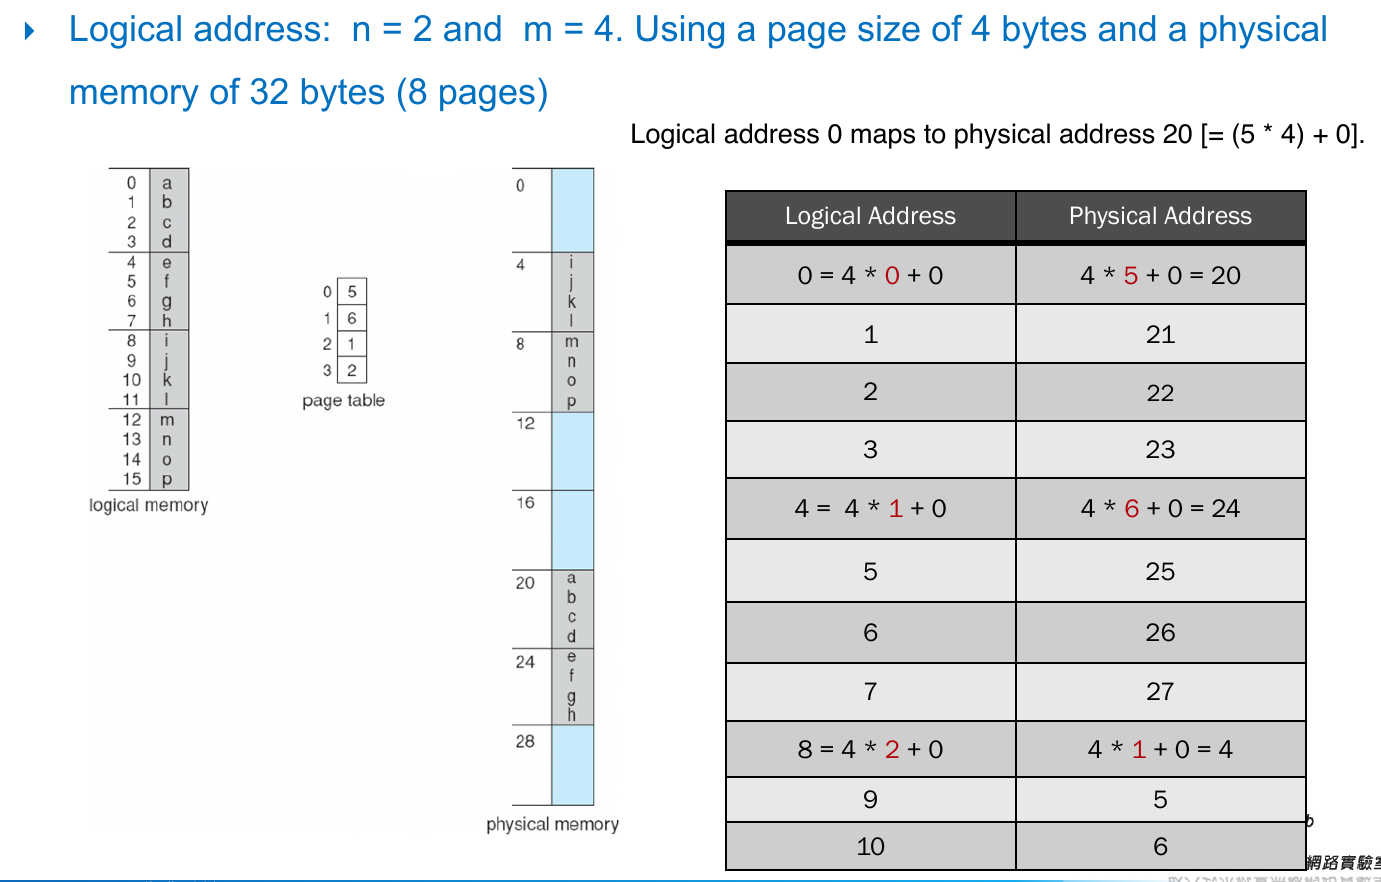 Logical address: n = 2 and m = 4. Using a page size of 4 bytes and a physical
memory of 32 bytes (8 pages)
Logical address 0 maps to physical address 20 [= (5 * 4) + 0].
0 a
1 b
2 c
3 d
4 e
5 f
6 g
7 h
8 i
9 j
10 k
11 l
12 m
13 n
14 o
15 p
logical memory
0 5
1 6
2 1
3 2
page table
0
4 i
j
k
l
8 m
n
o
p
12
16
20 a
b
c
d
24 e
f
g
h
28
physical memory
Logical Address Physical Address
0 = 4 * 0 + 0 4 * 5 + 0 = 20
1 21
2 22
3 23
4 = 4 * 1 + 0 4 * 6 + 0 = 24
5 25
6 26
7 27
8 = 4 * 2 + 0 4 * 1 + 0 = 4
9 5
10 6
b
網路實驗室